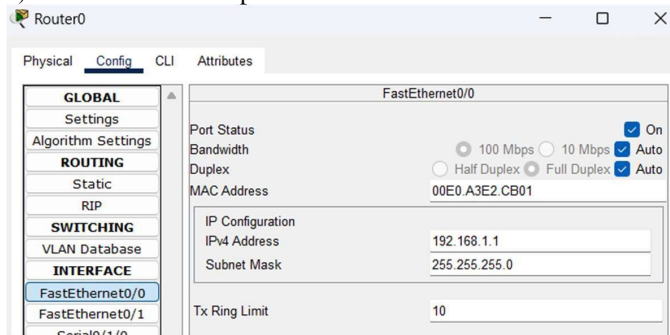 Router0
Physical Config CLI Attributes
GLOBAL
Settings
Algorithm Settings
ROUTING
Static
RIP
SWITCHING
VLAN Database
INTERFACE
FastEthernet0/0
FastEthernet0/1
FastEthernet0/0
Port Status On
Bandwidth 100 Mbps 10 Mbps Auto
Duplex Half Duplex Full Duplex Auto
MAC Address 00E0.A3E2.CB01
IP Configuration
IPv4 Address 192.168.1.1
Subnet Mask 255.255.255.0
Tx Ring Limit 10